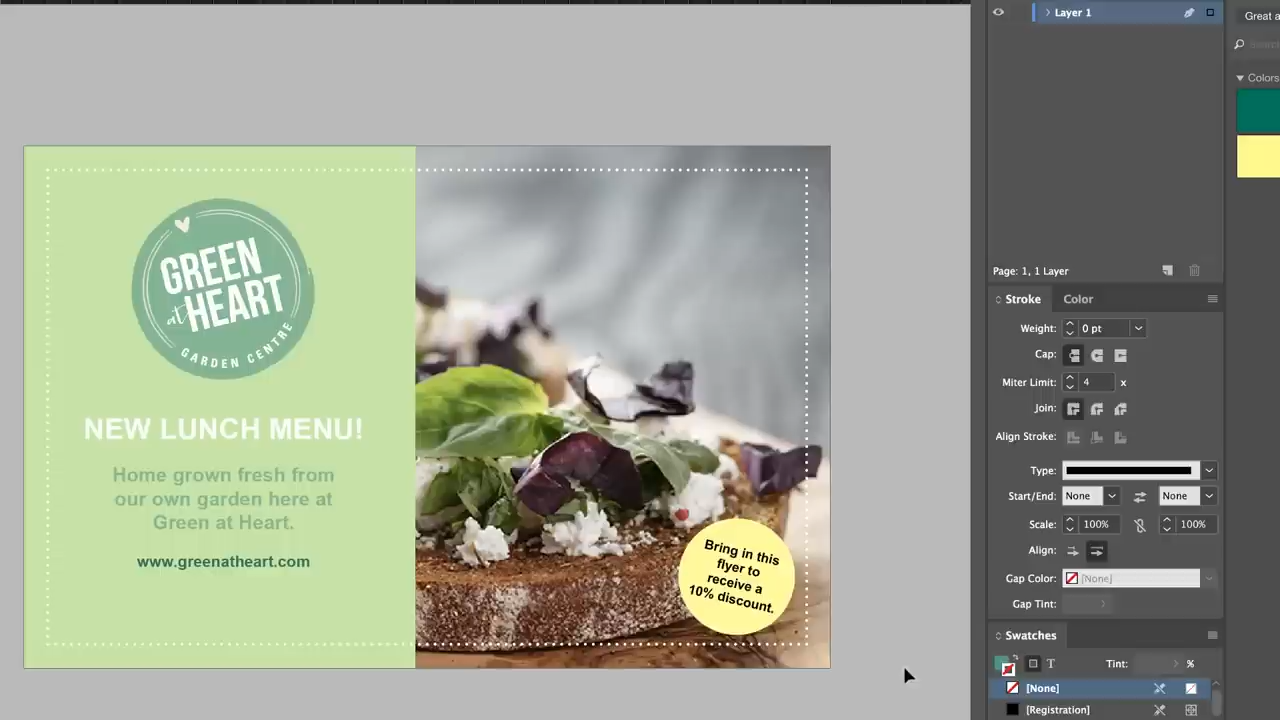 Layer 1
Great a
Search
Colors
Page: 1, 1 Layer
Stroke
Color
Weight:
0 pt
Cap:
Miter Limit:
4
x
Join:
Align Stroke:
Type:
Start/End:
None
None
Scale:
100%
100%
Align:
Gap Color:
[None]
Gap Tint:
Swatches
T
Tint:
%
[None]
[Registration]
GREEN
at HEART
GARDEN CENTRE
NEW LUNCH MENU!
Home grown fresh from
our own garden here at
Green at Heart.
www.greenatheart.com
Bring in this
flyer to
receive a
10% discount.